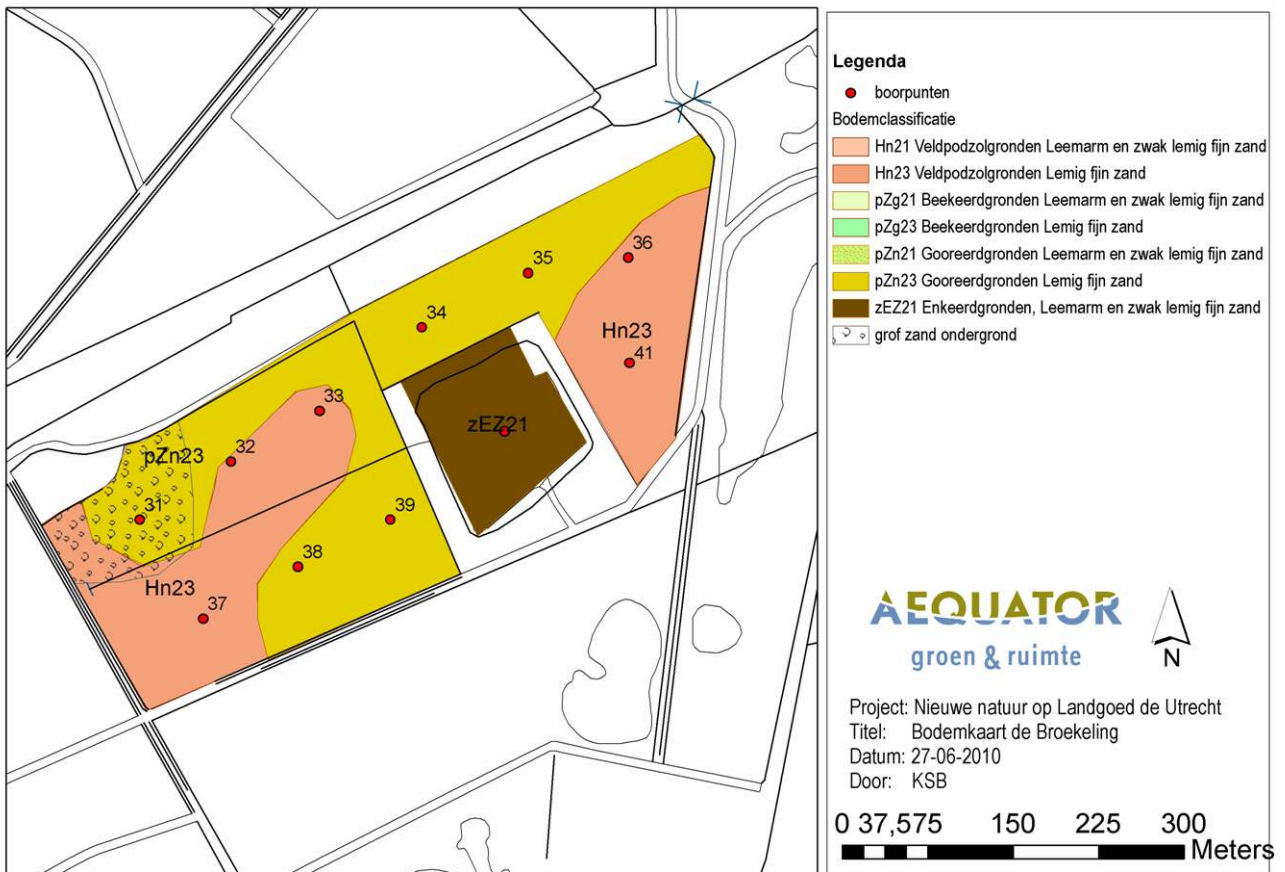 36
35
34
Hn23
41
33
zEZ21
32
pZn23
31
39
38
Hn23
37
Legenda
boorpunten
Bodemclassificatie
Hn21 Veldpodzolgronden Leemarm en zwak lemig fijn zand
Hn23 Veldpodzolgronden Lemig fjin zand
pZg21 Beekeerdgronden Leemarm en zwak lemig fijn zand
pZg23 Beekeerdgronden Lemig fijn zand
pZn21 Gooreerdgronden Leemarm en zwak lemig fijn zand
pZn23 Gooreerdgronden Lemig fijn zand
zEZ21 Enkeerdgronden, Leemarm en zwak lemig fijn zand
grof zand ondergrond
AEQUATOR
groen & ruimte
N
Project: Nieuwe natuur op Landgoed de Utrecht
Titel: Bodemkaart de Broekeling
Datum: 27-06-2010
Door: KSB
0 37,575 150 225 300
Meters